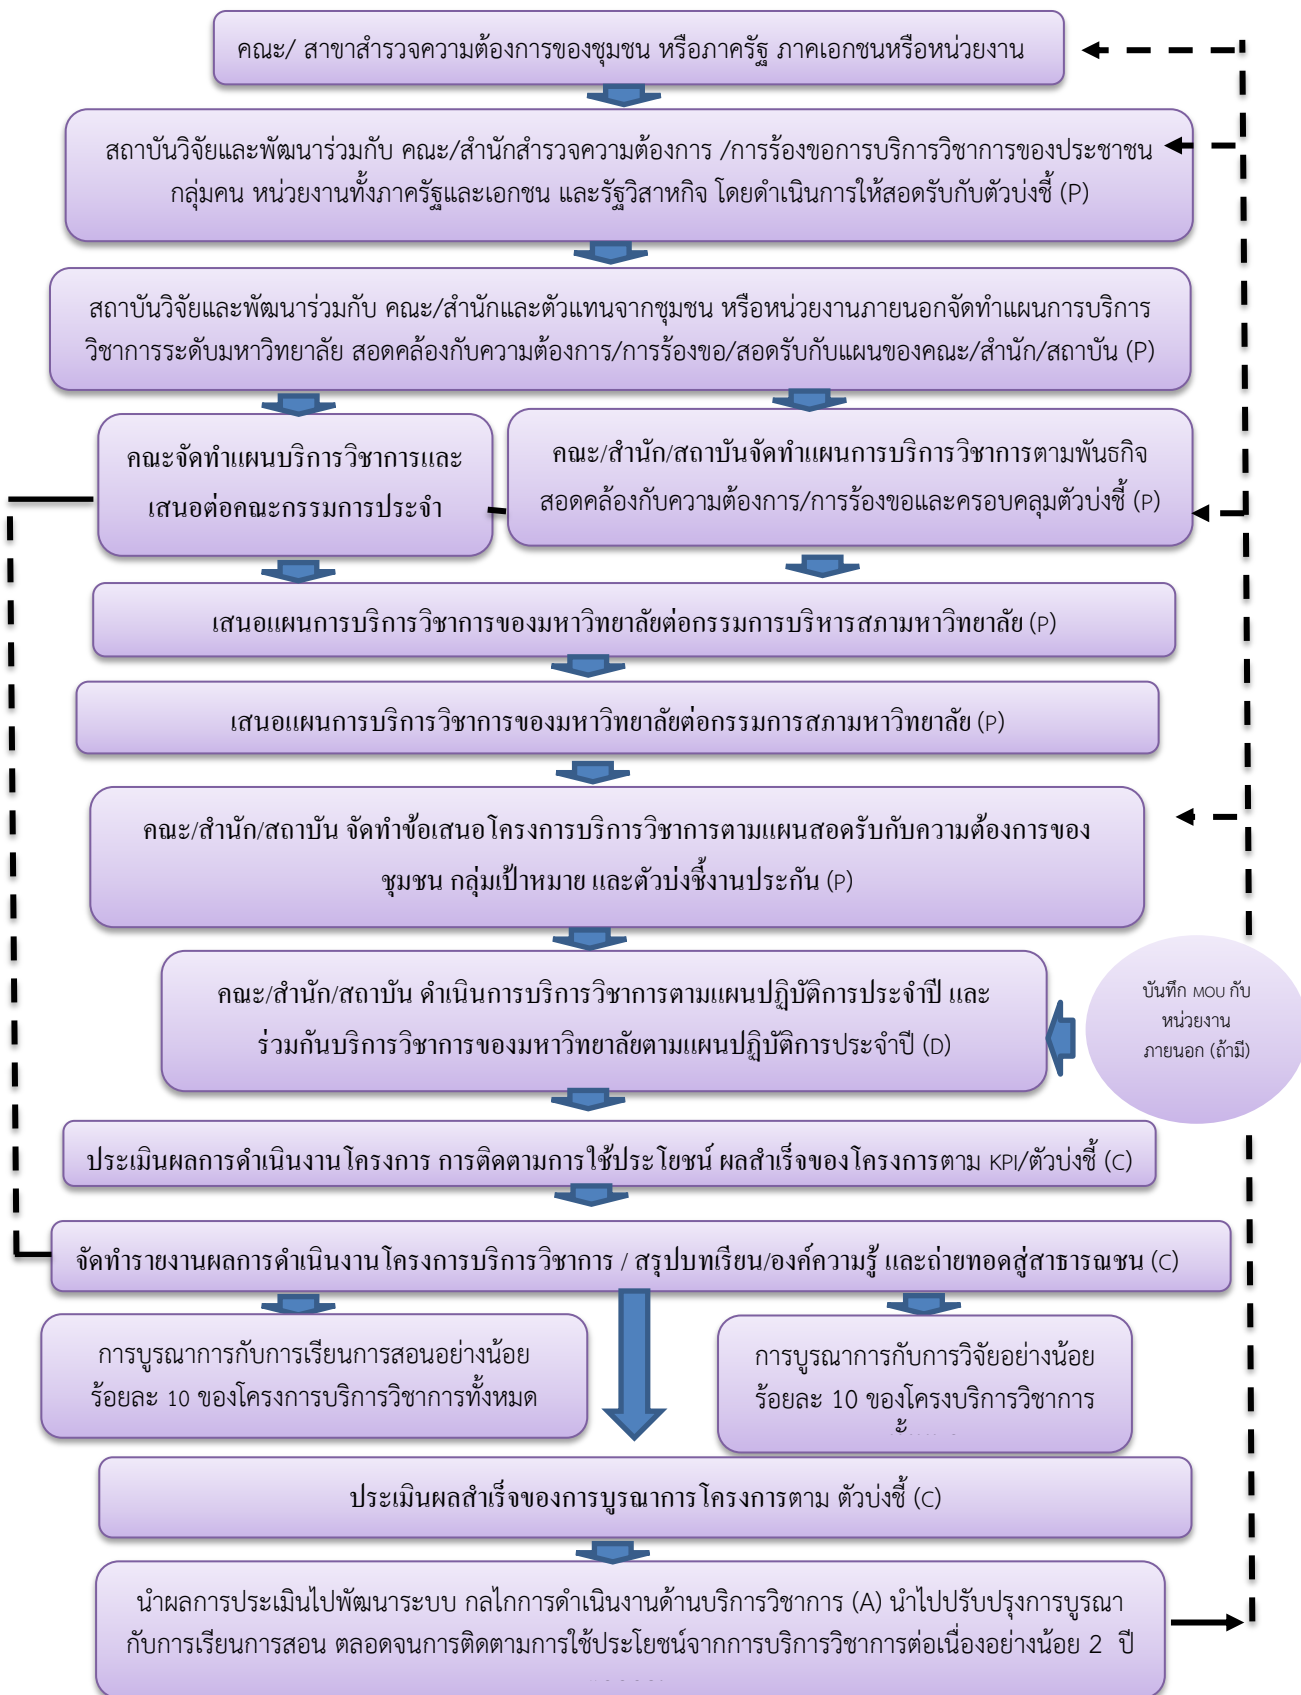 คณะ/ สาขาสำรวจความต้องการของชุมชน หรือภาครัฐ ภาคเอกชนหรือหน่วยงาน
สถาบันวิจัยและพัฒนาร่วมกับ คณะ/สำนักสำรวจความต้องการ /การร้องขอการบริการวิชาการของประชาชน
กลุ่มคน หน่วยงานทั้งภาครัฐและเอกชน และรัฐวิสาหกิจ โดยดำเนินการให้สอดรับกับตัวบ่งชี้ (P)
สถาบันวิจัยและพัฒนาร่วมกับ คณะ/สำนักและตัวแทนจากชุมชน หรือหน่วยงานภายนอกจัดทำแผนการบริการ
วิชาการระดับมหาวิทยาลัย สอดคล้องกับความต้องการ/การร้องขอ/สอดรับกับแผนของคณะ/สำนัก/สถาบัน (P)
คณะจัดทำแผนบริการวิชาการและ
เสนอต่อคณะกรรมการประจำ
คณะ/สำนัก/สถาบันจัดทำแผนการบริการวิชาการตามพันธกิจ
สอดคล้องกับความต้องการ/การร้องขอและครอบคลุมตัวบ่งชี้ (P)
เสนอแผนการบริการวิชาการของมหาวิทยาลัยต่อกรรมการบริหารสภามหาวิทยาลัย (P)
เสนอแผนการบริการวิชาการของมหาวิทยาลัยต่อกรรมการสภามหาวิทยาลัย (P)
คณะ/สำนัก/สถาบัน จัดทำข้อเสนอโครงการบริการวิชาการตามแผนสอดรับกับความต้องการของ
ชุมชน กลุ่มเป้าหมาย และตัวบ่งชี้งานประกัน (P)
คณะ/สำนัก/สถาบัน ดำเนินการบริการวิชาการตามแผนปฏิบัติการประจำปี และ
ร่วมกันบริการวิชาการของมหาวิทยาลัยตามแผนปฏิบัติการประจำปี (D)
บันทึก MOU กับ
หน่วยงาน
ภายนอก (ถ้ามี)
ประเมินผลการดำเนินงานโครงการ การติดตามการใช้ประโยชน์ ผลสำเร็จของโครงการตาม KPI/ตัวบ่งชี้ (C)
จัดทำรายงานผลการดำเนินงานโครงการบริการวิชาการ / สรุปบทเรียน/องค์ความรู้ และถ่ายทอดสู่สาธารณชน (C)
การบูรณาการกับการเรียนการสอนอย่างน้อย
ร้อยละ 10 ของโครงการบริการวิชาการทั้งหมด
การบูรณาการกับการวิจัยอย่างน้อย
ร้อยละ 10 ของโครงบริการวิชาการ
ประเมินผลสำเร็จของการบูรณาการโครงการตาม ตัวบ่งชี้ (C)
นำผลการประเมินไปพัฒนาระบบ กลไกการดำเนินงานด้านบริการวิชาการ (A) นำไปปรับปรุงการบูรณา
กับการเรียนการสอน ตลอดจนการติดตามการใช้ประโยชน์จากการบริการวิชาการต่อเนื่องอย่างน้อย 2 ปี